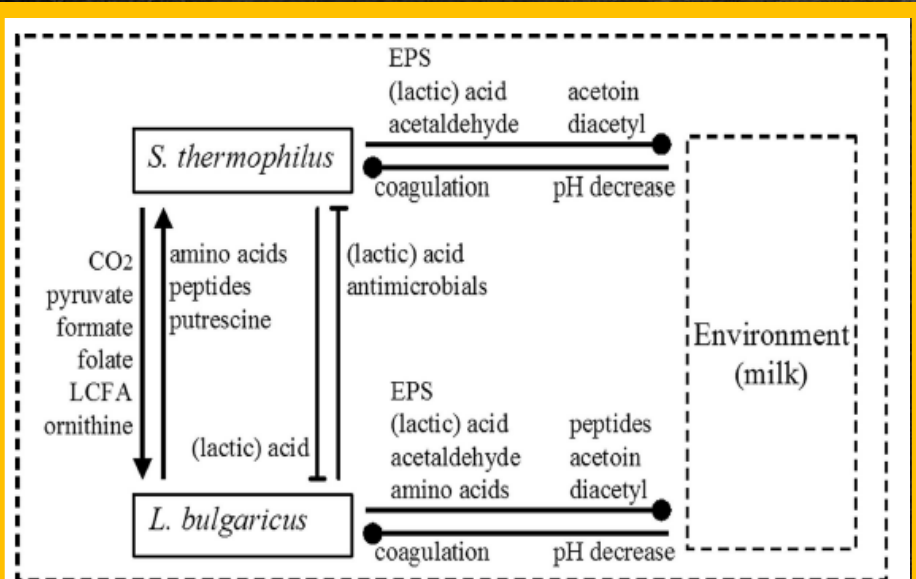 EPS
(lactic) acid acetoin
acetaldehyde diacetyl
S. thermophilus
coagulation pH decrease
CO2
pyruvate
formate
folate
LCFA
ornithine
amino acids
peptides
putrescine
(lactic) acid
antimicrobials
(lactic) acid
Environment
(milk)
EPS
(lactic) acid peptides
acetaldehyde acetoin
amino acids diacetyl
L. bulgaricus
coagulation pH decrease